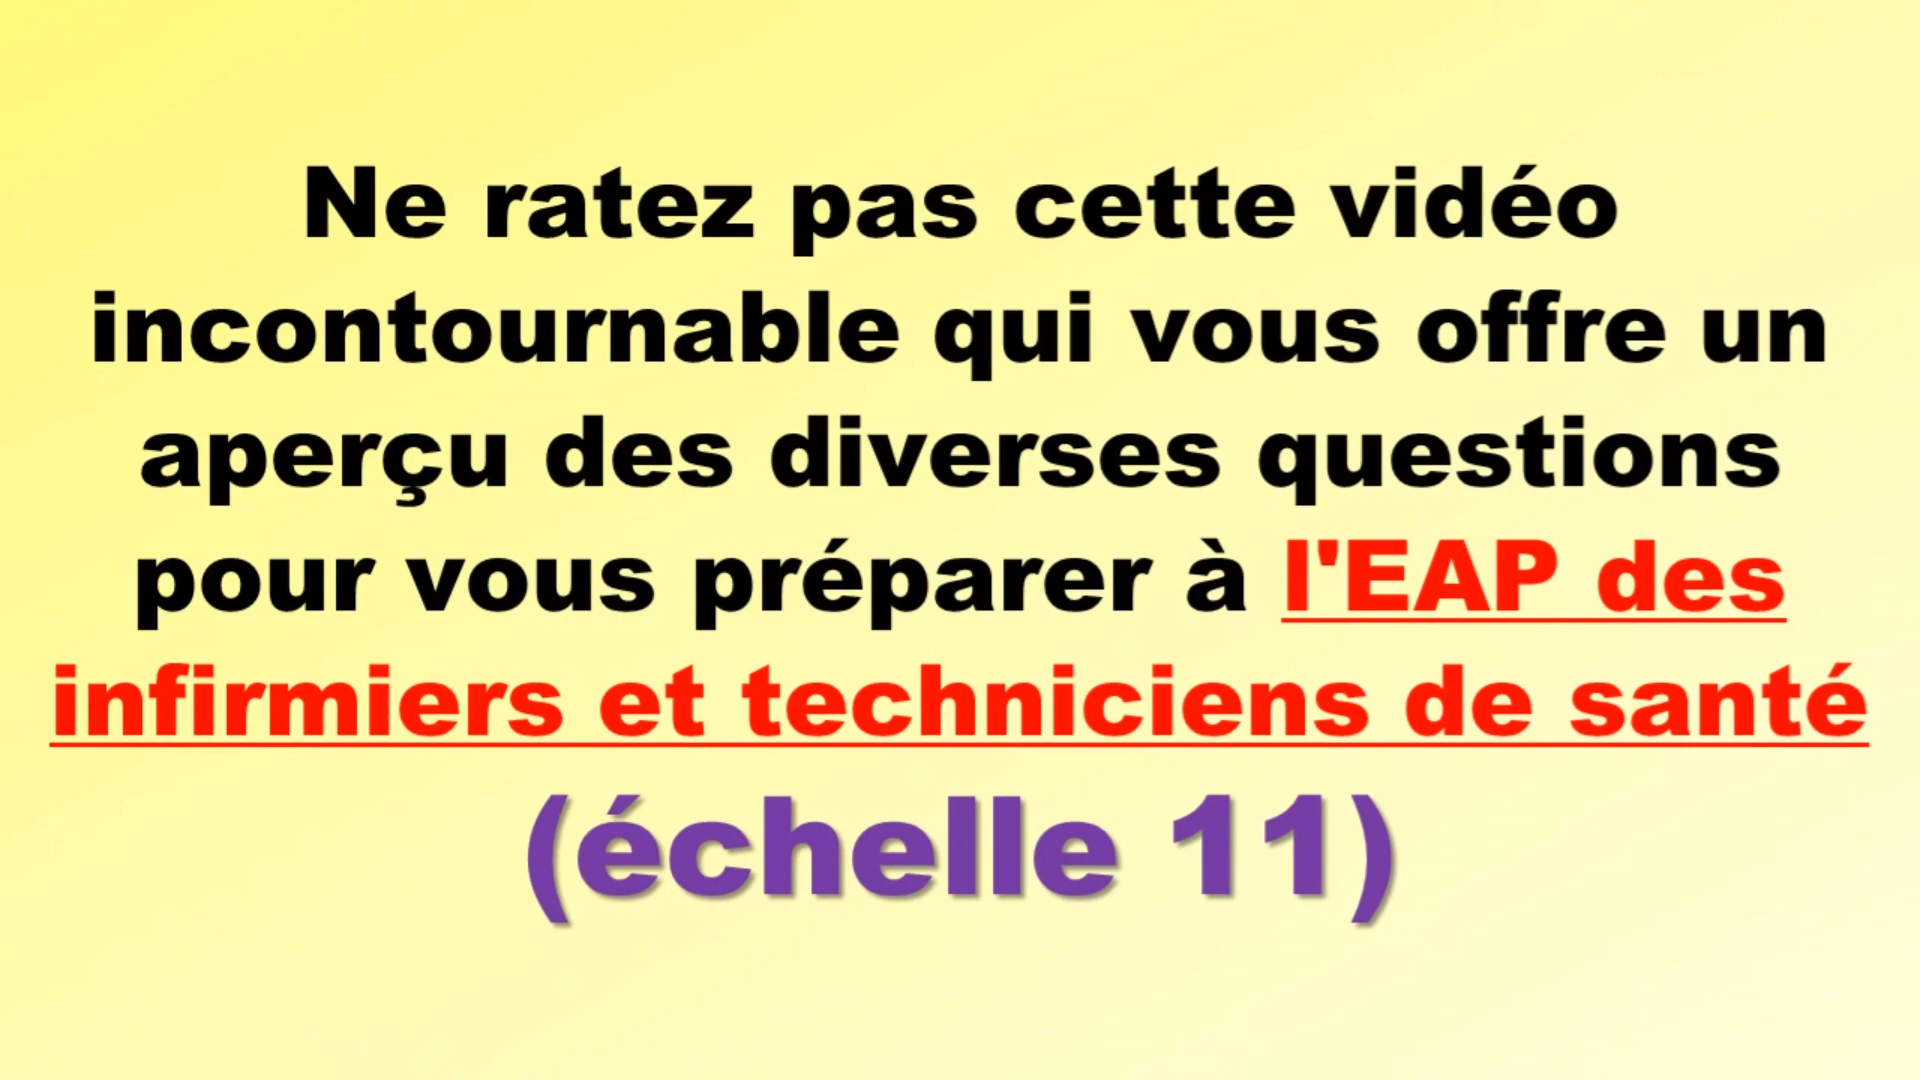 Ne ratez pas cette vidéo
incontournable qui vous offre un
aperçu des diverses questions
pour vous préparer à l'EAP des
infirmiers et techniciens de santé
(échelle 11)